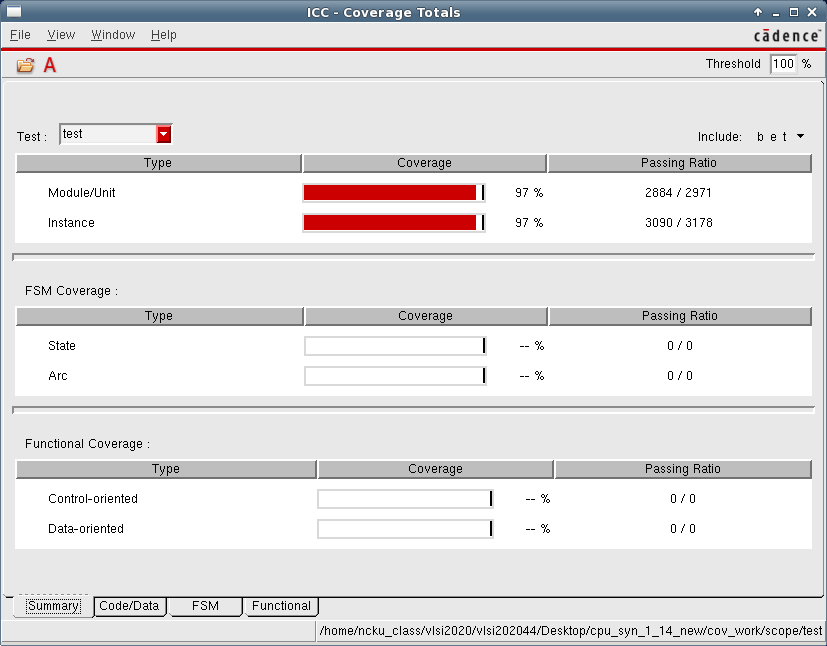 ICC - Coverage Totals
File View Window Help
cādence
A Threshold 100 %
Test : test Include: b e t
Type Coverage Passing Ratio
Module/Unit 97 % 2884 / 2971
Instance 97 % 3090 / 3178
FSM Coverage :
Type Coverage Passing Ratio
State -- % 0 / 0
Arc -- % 0 / 0
Functional Coverage :
Type Coverage Passing Ratio
Control-oriented -- % 0 / 0
Data-oriented -- % 0 / 0
Summary Code/Data FSM Functional
/home/ncku_class/vlsi2020/vlsi202044/Desktop/cpu_syn_1_14_new/cov_work/scope/test